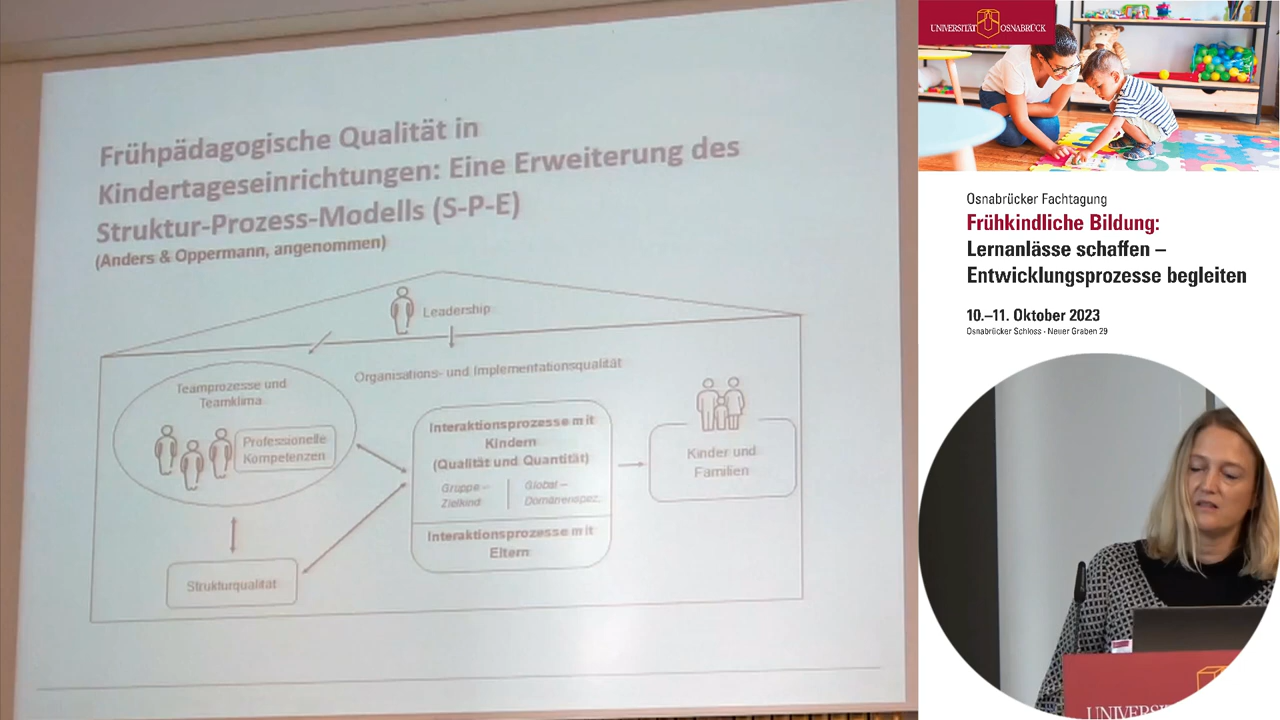 Frühpädagogische Qualität in
Kindertageseinrichtungen: Eine Erweiterung des
Struktur-Prozess-Modells (S-P-E)
(Anders & Oppermann, angenommen)
Leadership
Teamprozesse und
Teamklima
Organisations- und Implementationsqualität
Professionelle
Kompetenzen
Interaktionsprozesse mit
Kindern
(Qualität und Quantität)
Gruppe –
Zielkind
Global –
Domänenspez.
Interaktionsprozesse mit
Eltern
Kinder und
Familien
Strukturqualität
UNIVERSITÄT OSNABRÜCK
Osnabrücker Fachtagung
Frühkindliche Bildung:
Lernanlässe schaffen –
Entwicklungsprozesse begleiten
10.–11. Oktober 2023
Osnabrücker Schloss · Neuer Graben 29